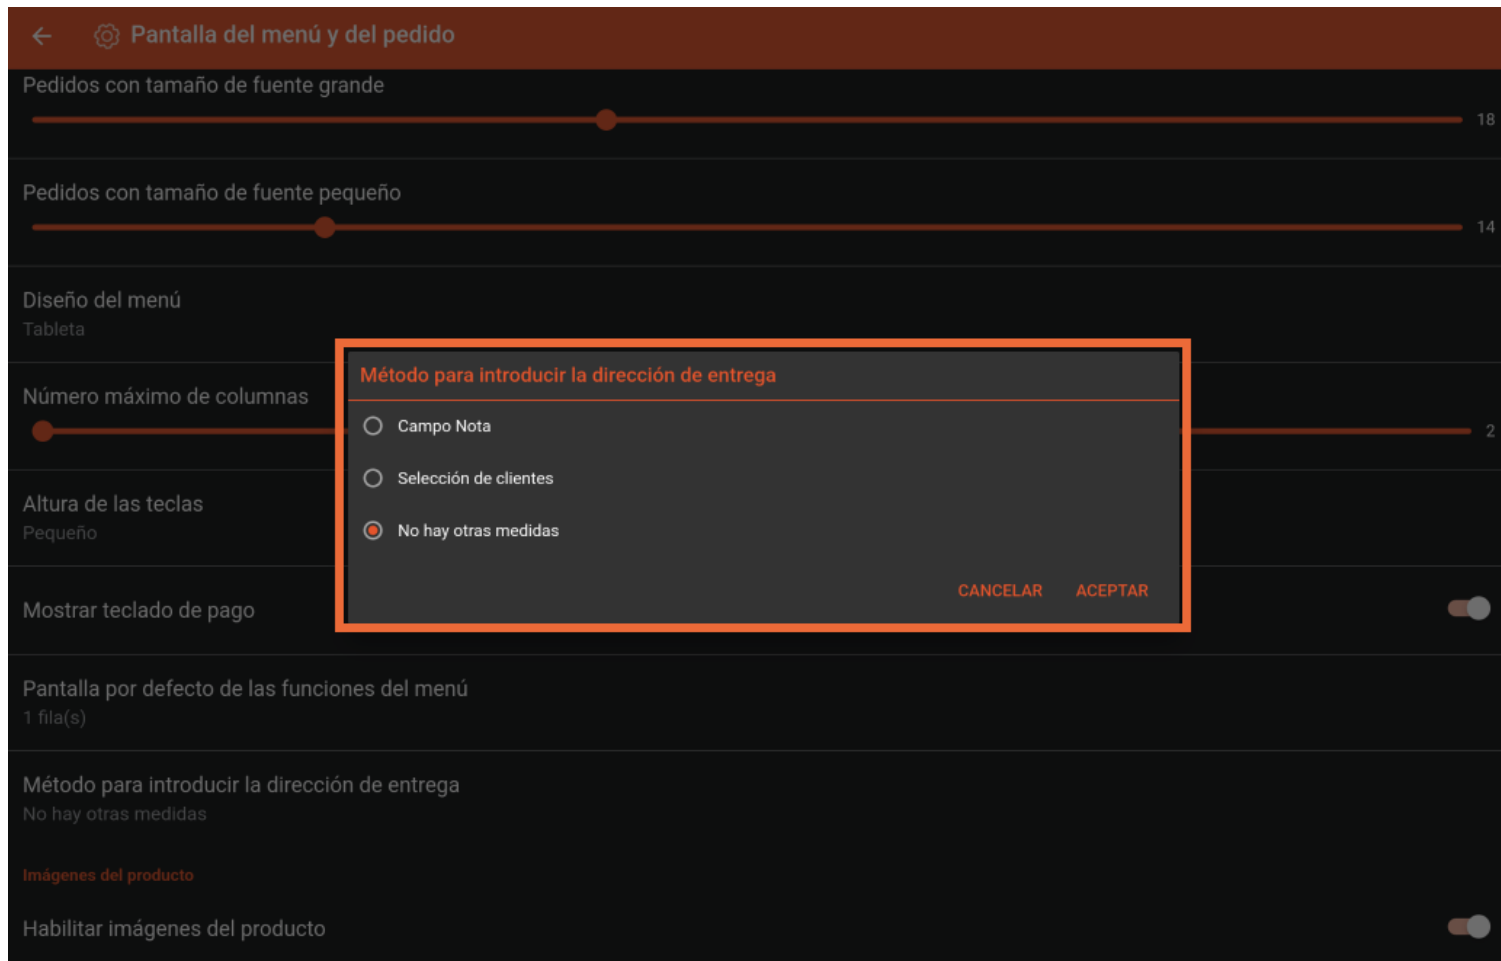 Pantalla del menú y del pedido
Pedidos con tamaño de fuente grande
18
Pedidos con tamaño de fuente pequeño
14
Diseño del menú
Tableta
Número máximo de columnas
2
Altura de las teclas
Pequeño
Mostrar teclado de pago
Pantalla por defecto de las funciones del menú
1 fila(s)
Método para introducir la dirección de entrega
No hay otras medidas
Imágenes del producto
Habilitar imágenes del producto
Método para introducir la dirección de entrega
Campo Nota
Selección de clientes
No hay otras medidas
CANCELAR ACEPTAR